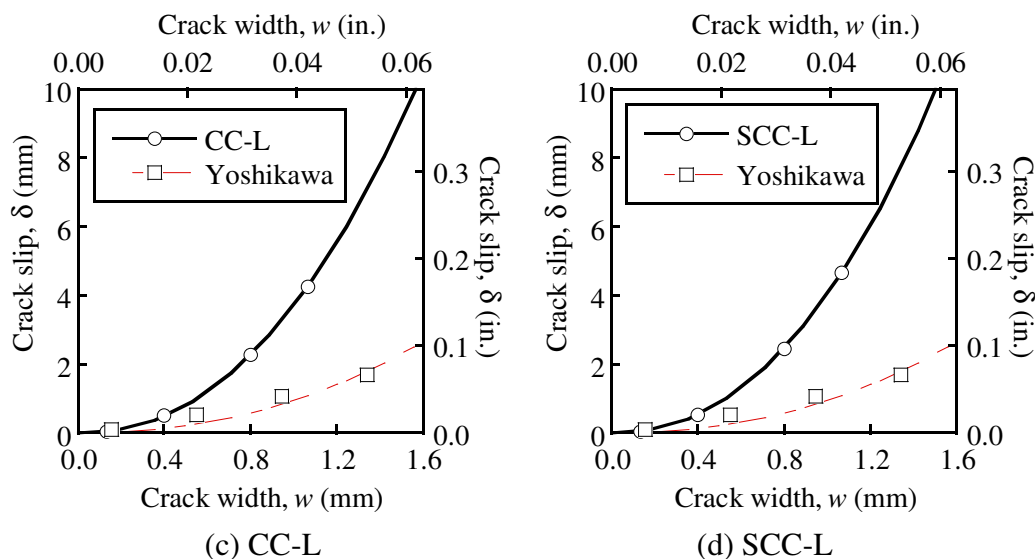 Crack width, w (in.)
0.00 0.02 0.04 0.06
10
8
6
4
2
0
Crack slip, δ (mm)
CC-L
Yoshikawa
0.3
0.2
0.1
0.0
Crack slip, δ (in.)
0.0 0.4 0.8 1.2 1.6
Crack width, w (mm)
(c) CC-L
Crack width, w (in.)
0.00 0.02 0.04 0.06
10
8
6
4
2
0
Crack slip, δ (mm)
SCC-L
Yoshikawa
0.3
0.2
0.1
0.0
Crack slip, δ (in.)
0.0 0.4 0.8 1.2 1.6
Crack width, w (mm)
(d) SCC-L